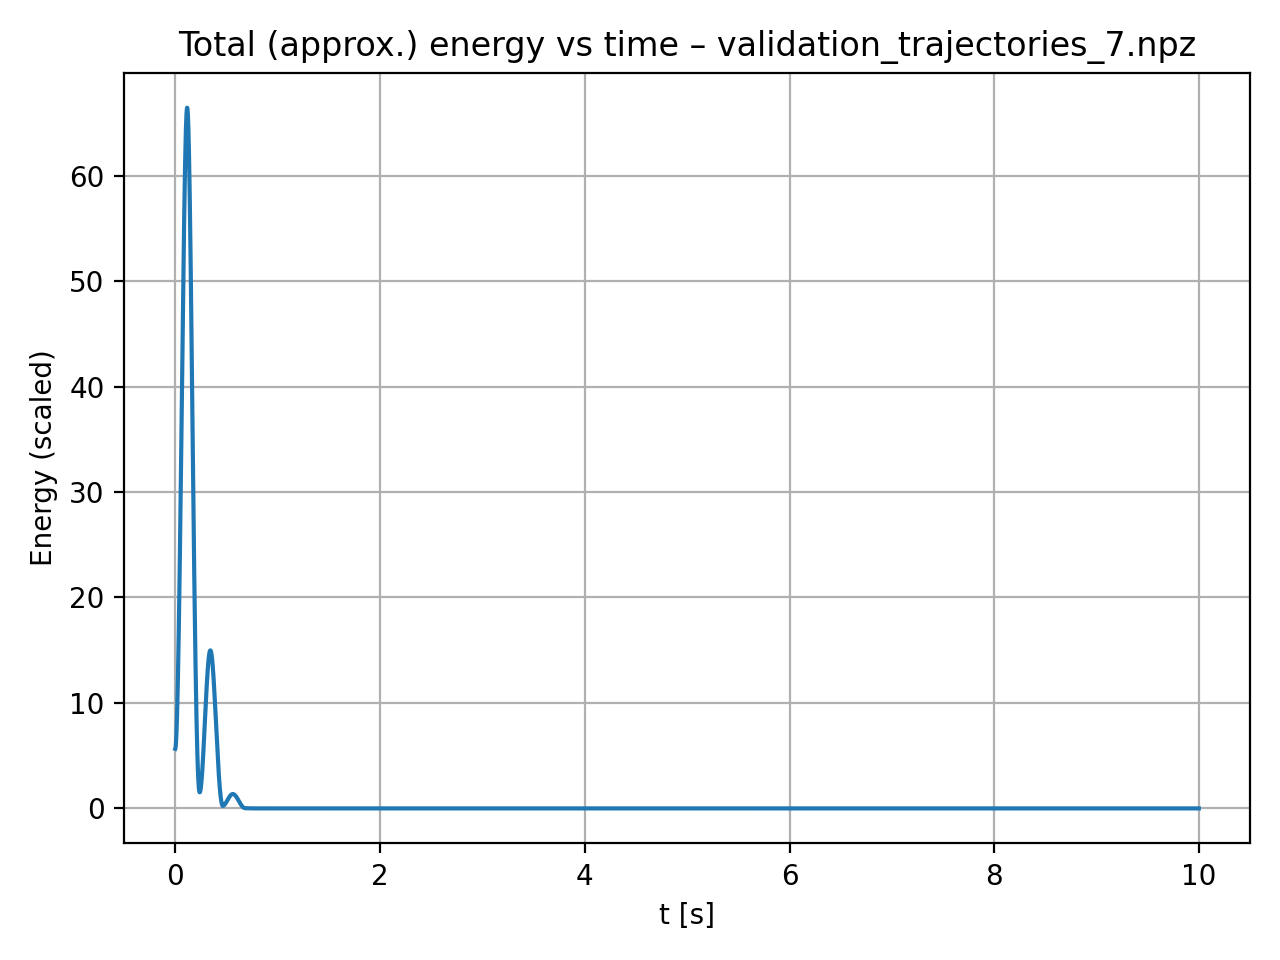 Total (approx.) energy vs time – validation_trajectories_7.npz
60
50
40
30
20
10
0
Energy (scaled)
0 2 4 6 8 10
t [s]